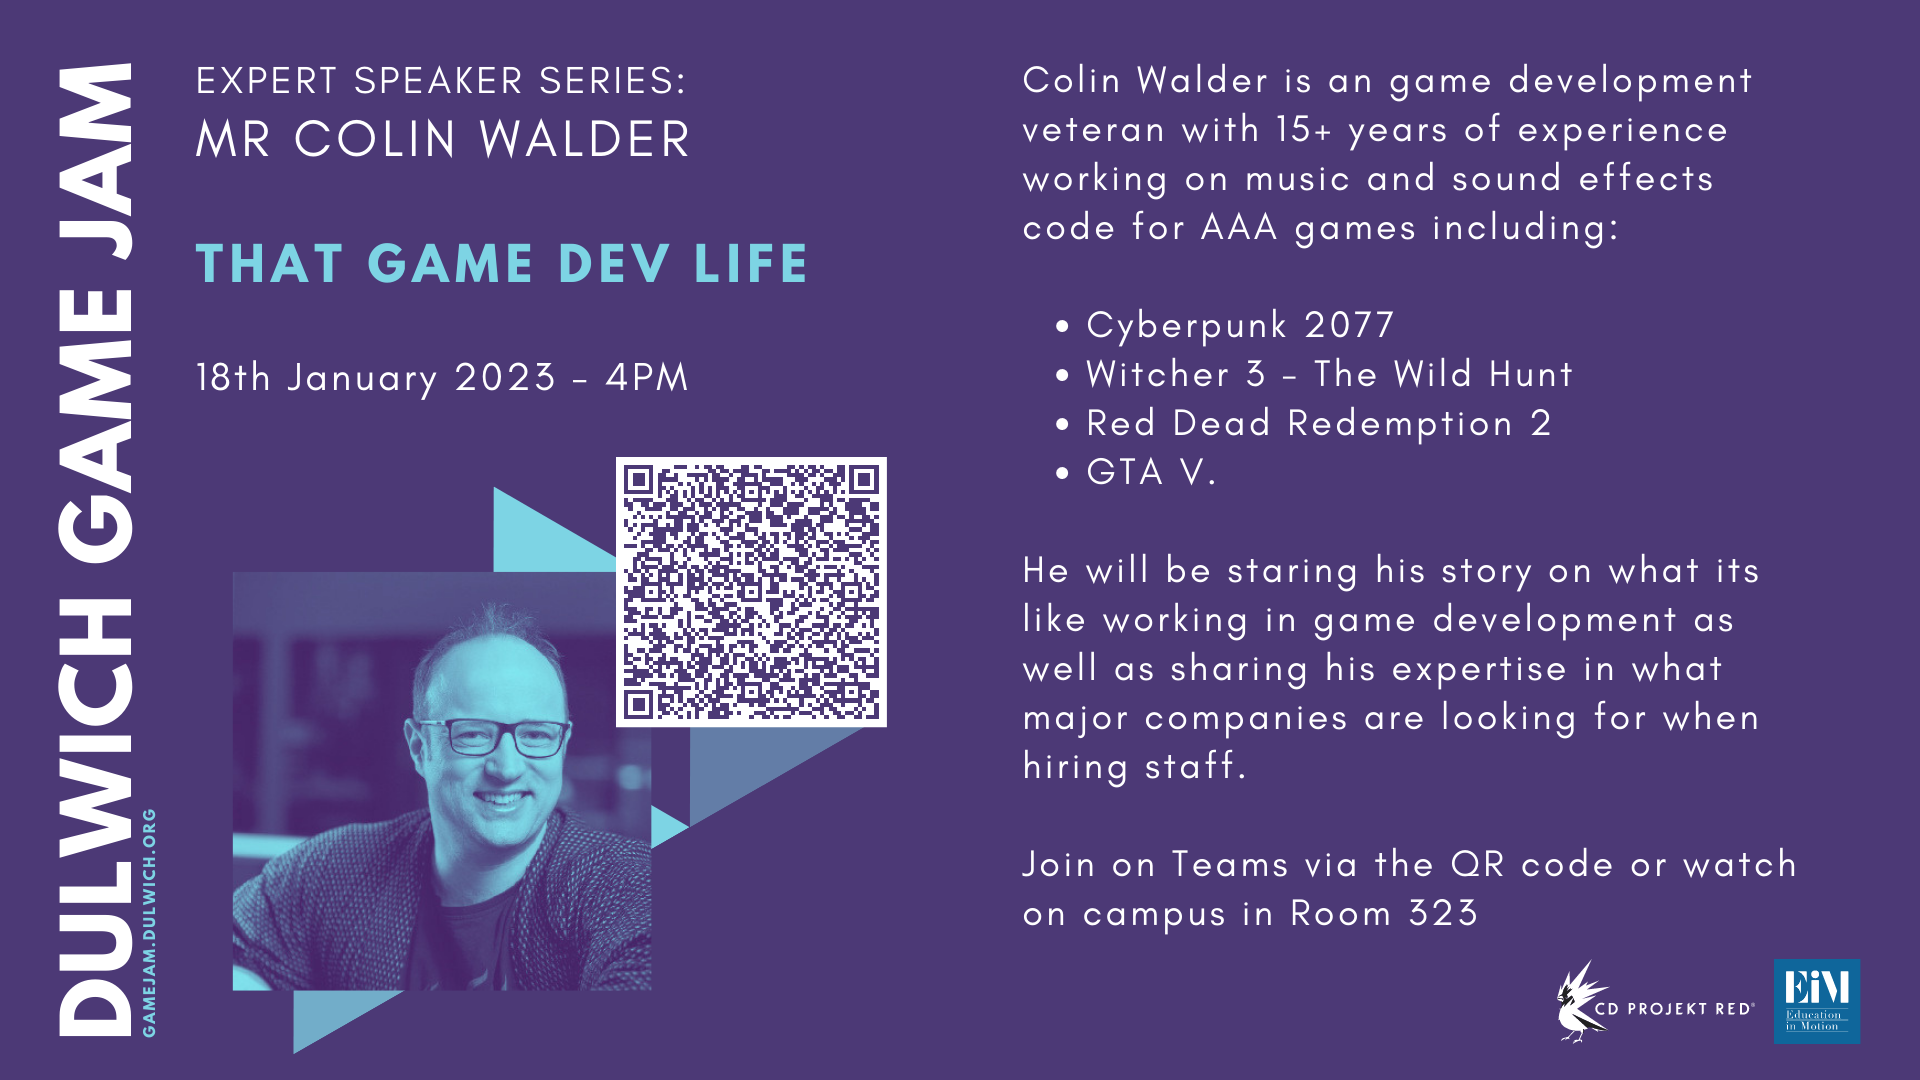 DULWICH GAME JAM
GAMEJAM.DULWICH.ORG
EXPERT SPEAKER SERIES:
MR COLIN WALDER
THAT GAME DEV LIFE
18th January 2023 - 4PM
Colin Walder is an game development
veteran with 15+ years of experience
working on music and sound effects
code for AAA games including:
• Cyberpunk 2077
• Witcher 3 - The Wild Hunt
• Red Dead Redemption 2
• GTA V.
He will be staring his story on what its
like working in game development as
well as sharing his expertise in what
major companies are looking for when
hiring staff.
Join on Teams via the QR code or watch
on campus in Room 323
CD PROJEKT RED®
EiM
Education
in Motion